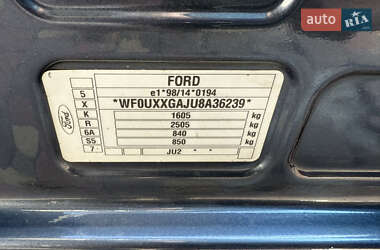 auto RIA
FORD
e1*98/14*0194
*WF0UXXGAJU8A36239*
5
X
K 1605 kg
R 2505 kg
6A 840 kg
S5 850 kg
7 JU2
Ford